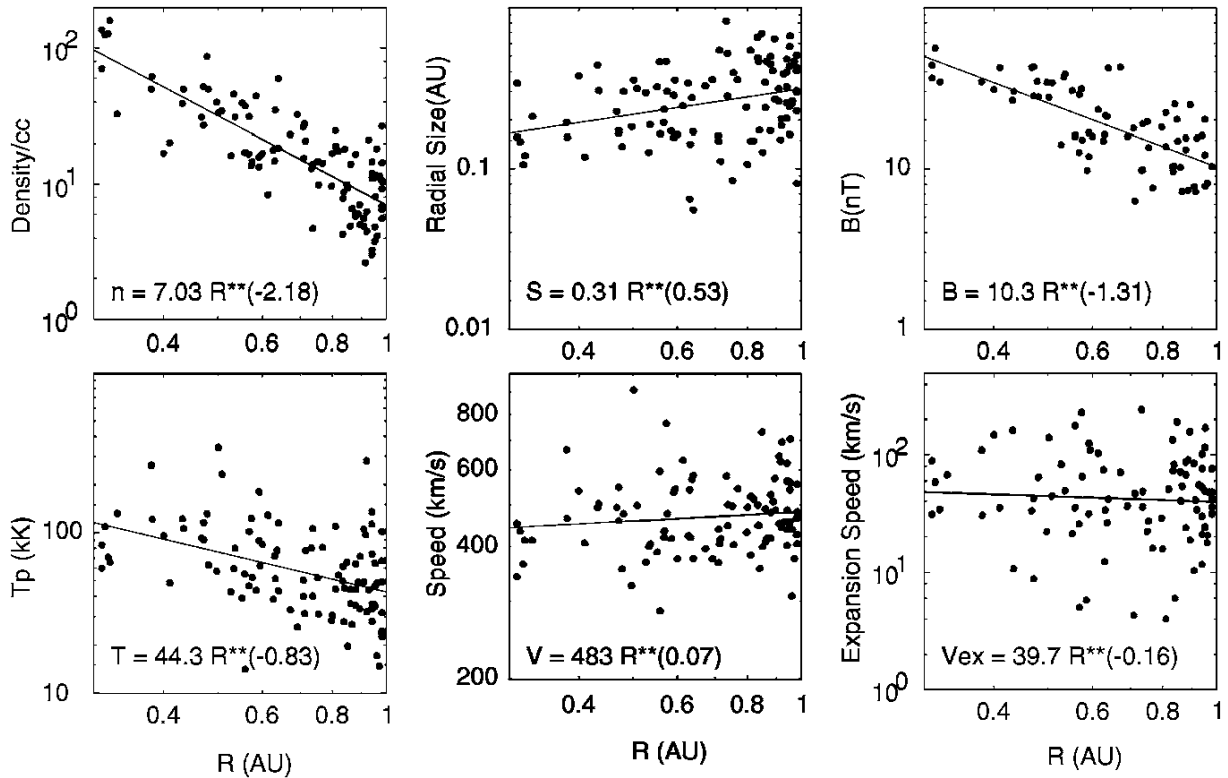 Density/cc
10^2
10^1
10^0
n = 7.03 R**(-2.18)
0.4 0.6 0.8 1
Radial Size(AU)
1
0.1
0.01
S = 0.31 R**(0.53)
0.4 0.6 0.8 1
B(nT)
10
1
B = 10.3 R**(-1.31)
0.4 0.6 0.8 1
Tp (kK)
100
10
T = 44.3 R**(-0.83)
0.4 0.6 0.8 1
R (AU)
Speed (km/s)
800
600
400
200
V = 483 R**(0.07)
0.4 0.6 0.8 1
R (AU)
Expansion Speed (km/s)
10^2
10^1
10^0
Vex = 39.7 R**(-0.16)
0.4 0.6 0.8 1
R (AU)